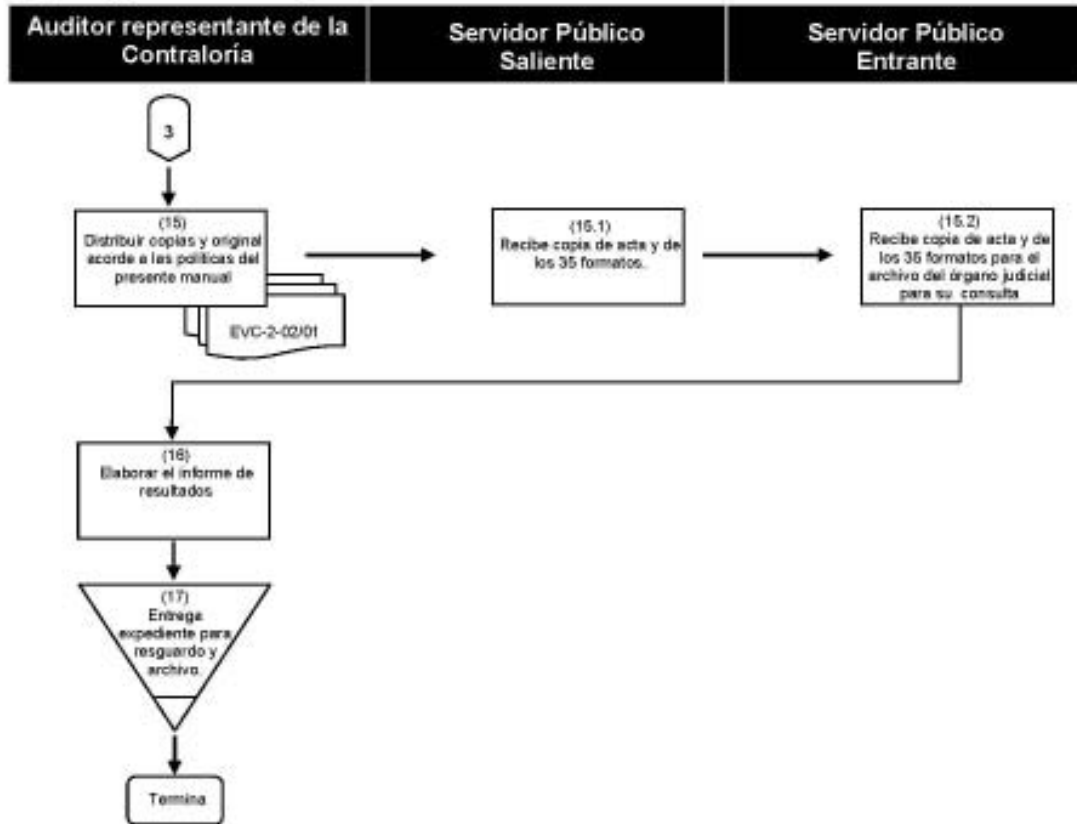 Auditor representante de la
Contraloría
Servidor Público
Saliente
Servidor Público
Entrante
3
(15)
Distribuir copias y original
acorde a las políticas del
presente manual
EVC-2-02/01
(15.1)
Recibe copia de acta y de
los 35 formatos.
(15.2)
Recibe copia de acta y de
los 35 formatos para el
archivo del órgano judicial
para su consulta
(16)
Elaborar el informe de
resultados
(17)
Entrega
expediente para
resguardo y
archivo.
Termina